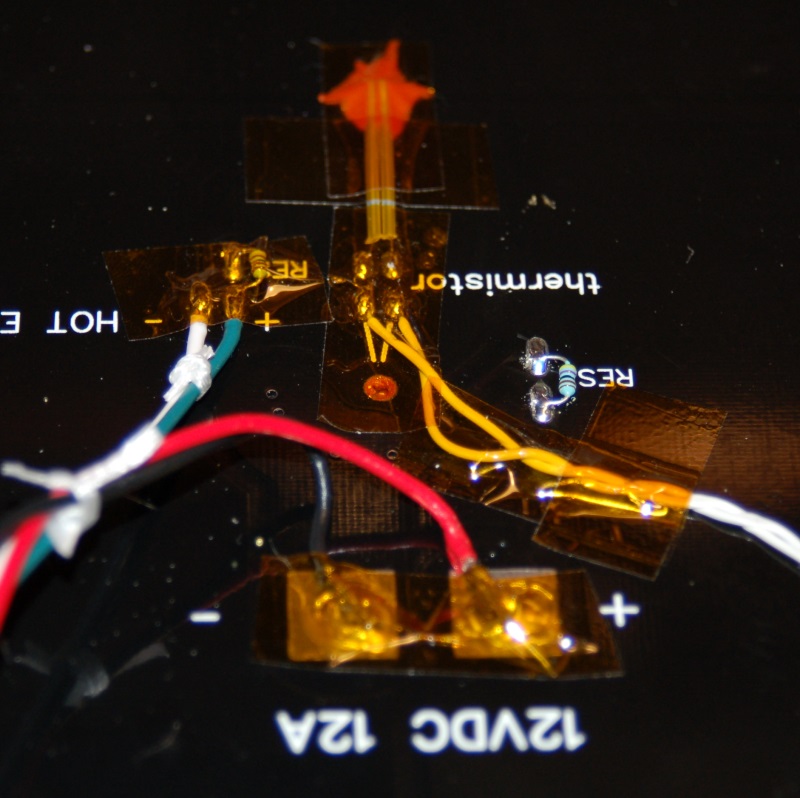 12VDC 12A
+ -
RES
+ - HOT E
thermistor
RES